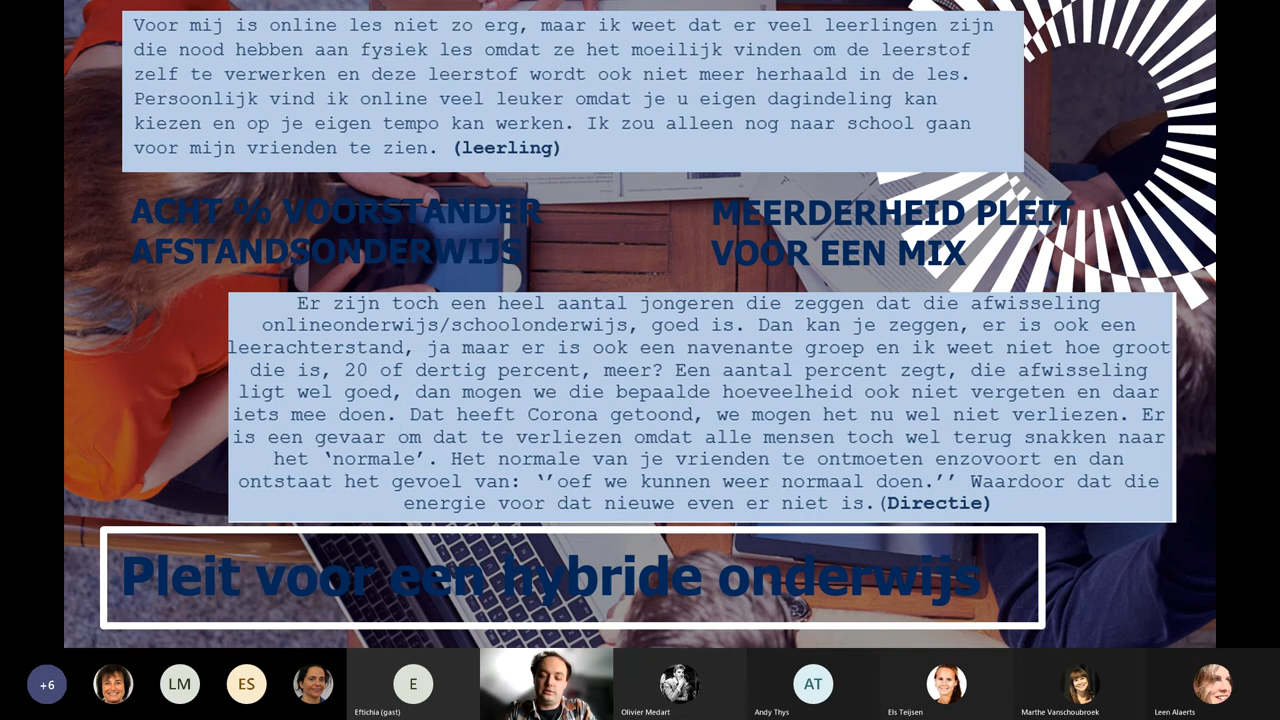 Voor mij is online les niet zo erg, maar ik weet dat er veel leerlingen zijn
die nood hebben aan fysiek les omdat ze het moeilijk vinden om de leerstof
zelf te verwerken en deze leerstof wordt ook niet meer herhaald in de les.
Persoonlijk vind ik online veel leuker omdat je u eigen dagindeling kan
kiezen en op je eigen tempo kan werken. Ik zou alleen nog naar school gaan
voor mijn vrienden te zien. (leerling)
ACHT % VOORSTANDER
AFSTANDSONDERWIJS
MEERDERHEID PLEIT
VOOR EEN MIX
Er zijn toch een heel aantal jongeren die zeggen dat die afwisseling
onlineonderwijs/schoolonderwijs, goed is. Dan kan je zeggen, er is ook een
leerachterstand, ja maar er is ook een navenante groep en ik weet niet hoe groot
die is, 20 of dertig percent, meer? Een aantal percent zegt, die afwisseling
ligt wel goed, dan mogen we die bepaalde hoeveelheid ook niet vergeten en daar
iets mee doen. Dat heeft Corona getoond, we mogen het nu wel niet verliezen. Er
is een gevaar om dat te verliezen omdat alle mensen toch wel terug snakken naar
het ‘normale’. Het normale van je vrienden te ontmoeten enzovoort en dan
ontstaat het gevoel van: ‘’oef we kunnen weer normaal doen.’’ Waardoor dat die
energie voor dat nieuwe even er niet is.(Directie)
Pleit voor een hybride onderwijs
+6
LM
ES
E
AT
Eftichia (gast)
Olivier Medart
Andy Thys
Els Teijsen
Marthe Vanschoubroek
Leen Alaerts